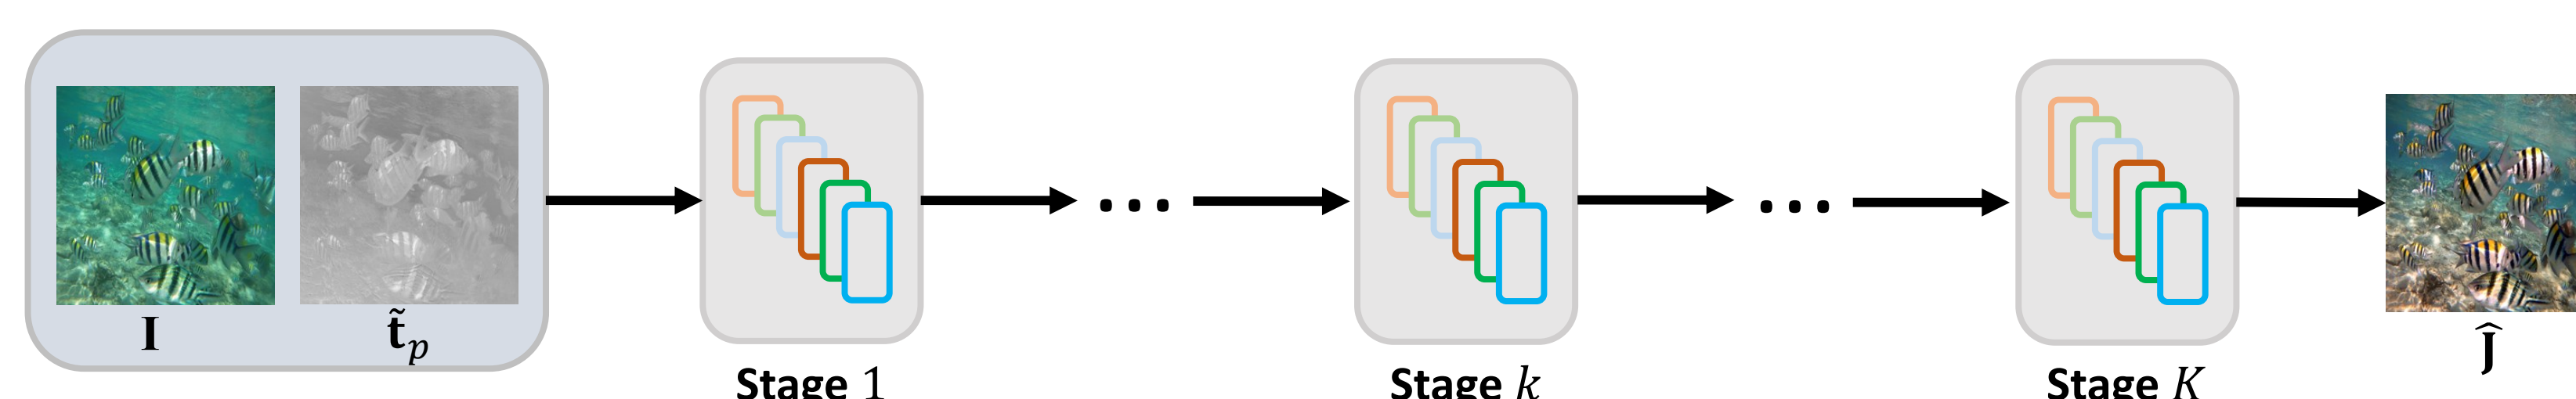 I
t̃p
Stage 1
...
Stage k
...
Stage K
Ĵ